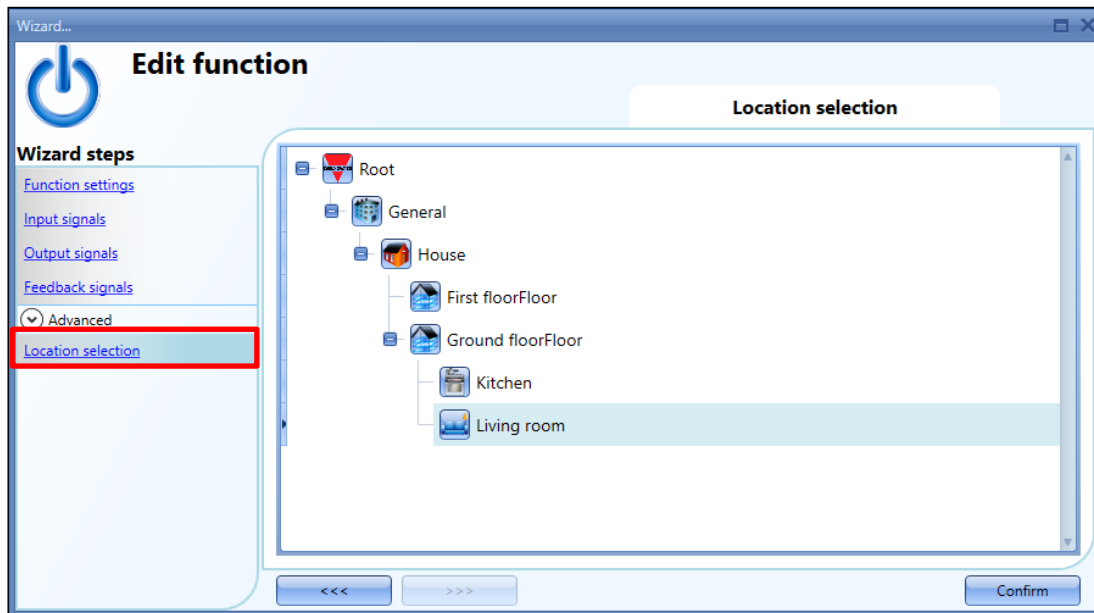 Wizard...
Edit function
Location selection
Wizard steps
Function settings
Input signals
Output signals
Feedback signals
Advanced
Location selection
Root
General
House
First floorFloor
Ground floorFloor
Kitchen
Living room
<<<
>>>
Confirm